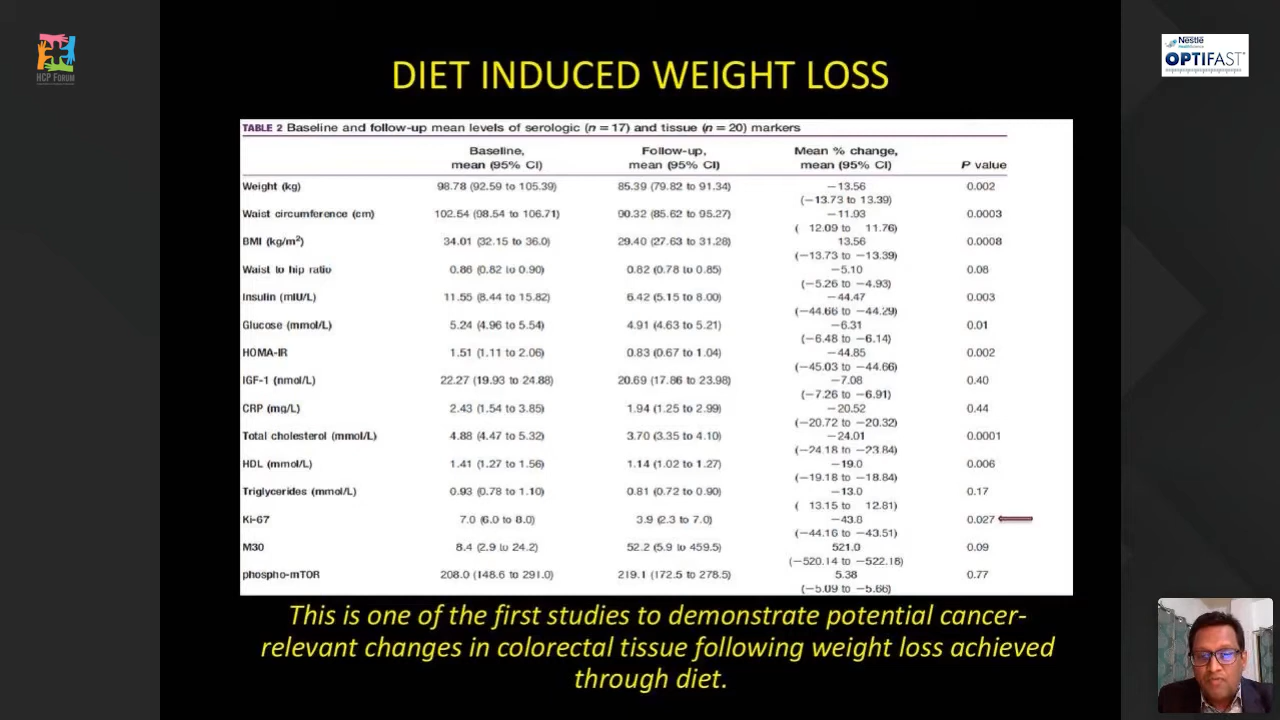 HCP FORUM
Nestlé
HealthScience
OPTIFAST®
DIET INDUCED WEIGHT LOSS
TABLE 2 Baseline and follow-up mean levels of serologic (n = 17) and tissue (n = 20) markers
Baseline, Follow-up, Mean % change,
mean (95% CI) mean (95% CI) mean (95% CI) P value
Weight (kg) 98.78 (92.59 to 105.39) 85.39 (79.82 to 91.34) −13.56 0.002
(−13.73 to 13.39)
Waist circumference (cm) 102.54 (98.54 to 106.71) 90.32 (85.62 to 95.27) −11.93 0.0003
( 12.09 to 11.76)
BMI (kg/m²) 34.01 (32.15 to 36.0) 29.40 (27.63 to 31.28) 13.56 0.0008
(−13.73 to −13.39)
Waist to hip ratio 0.86 (0.82 to 0.90) 0.82 (0.78 to 0.85) −5.10 0.08
(−5.26 to −4.93)
Insulin (mIU/L) 11.55 (8.44 to 15.82) 6.42 (5.15 to 8.00) −44.47 0.003
(−44.66 to −44.29)
Glucose (mmol/L) 5.24 (4.96 to 5.54) 4.91 (4.63 to 5.21) −6.31 0.01
(−6.48 to −6.14)
HOMA-IR 1.51 (1.11 to 2.06) 0.83 (0.67 to 1.04) −44.85 0.002
(−45.03 to −44.66)
IGF-1 (nmol/L) 22.27 (19.93 to 24.88) 20.69 (17.86 to 23.98) −7.08 0.40
(−7.26 to −6.91)
CRP (mg/L) 2.43 (1.54 to 3.85) 1.94 (1.25 to 2.99) −20.52 0.44
(−20.72 to −20.32)
Total cholesterol (mmol/L) 4.88 (4.47 to 5.32) 3.70 (3.35 to 4.10) −24.01 0.0001
(−24.18 to −23.84)
HDL (mmol/L) 1.41 (1.27 to 1.56) 1.14 (1.02 to 1.27) −19.0 0.006
(−19.18 to −18.84)
Triglycerides (mmol/L) 0.93 (0.78 to 1.10) 0.81 (0.72 to 0.90) −13.0 0.17
( 13.15 to 12.81)
Ki-67 7.0 (6.0 to 8.0) 3.9 (2.3 to 7.0) −43.8 0.027
(−44.16 to −43.51)
M30 8.4 (2.9 to 24.2) 52.2 (5.9 to 459.5) 521.0 0.09
(−520.14 to −522.18)
phospho-mTOR 208.0 (148.6 to 291.0) 219.1 (172.5 to 278.5) 5.38 0.77
(−5.09 to −5.66)
This is one of the first studies to demonstrate potential cancer-
relevant changes in colorectal tissue following weight loss achieved
through diet.